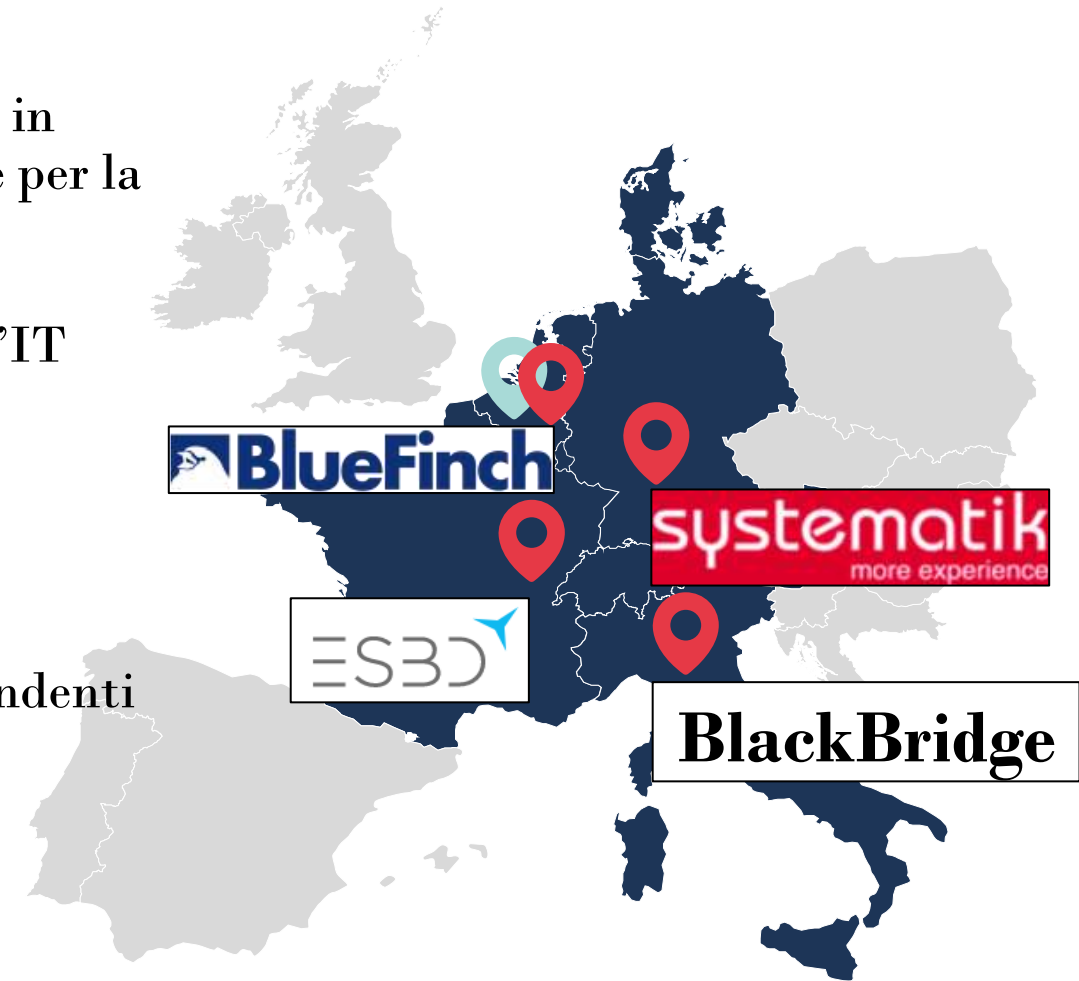 in
e per la
’IT
BlueFinch
systematik
more experience
ESBD
ndenti
BlackBridge